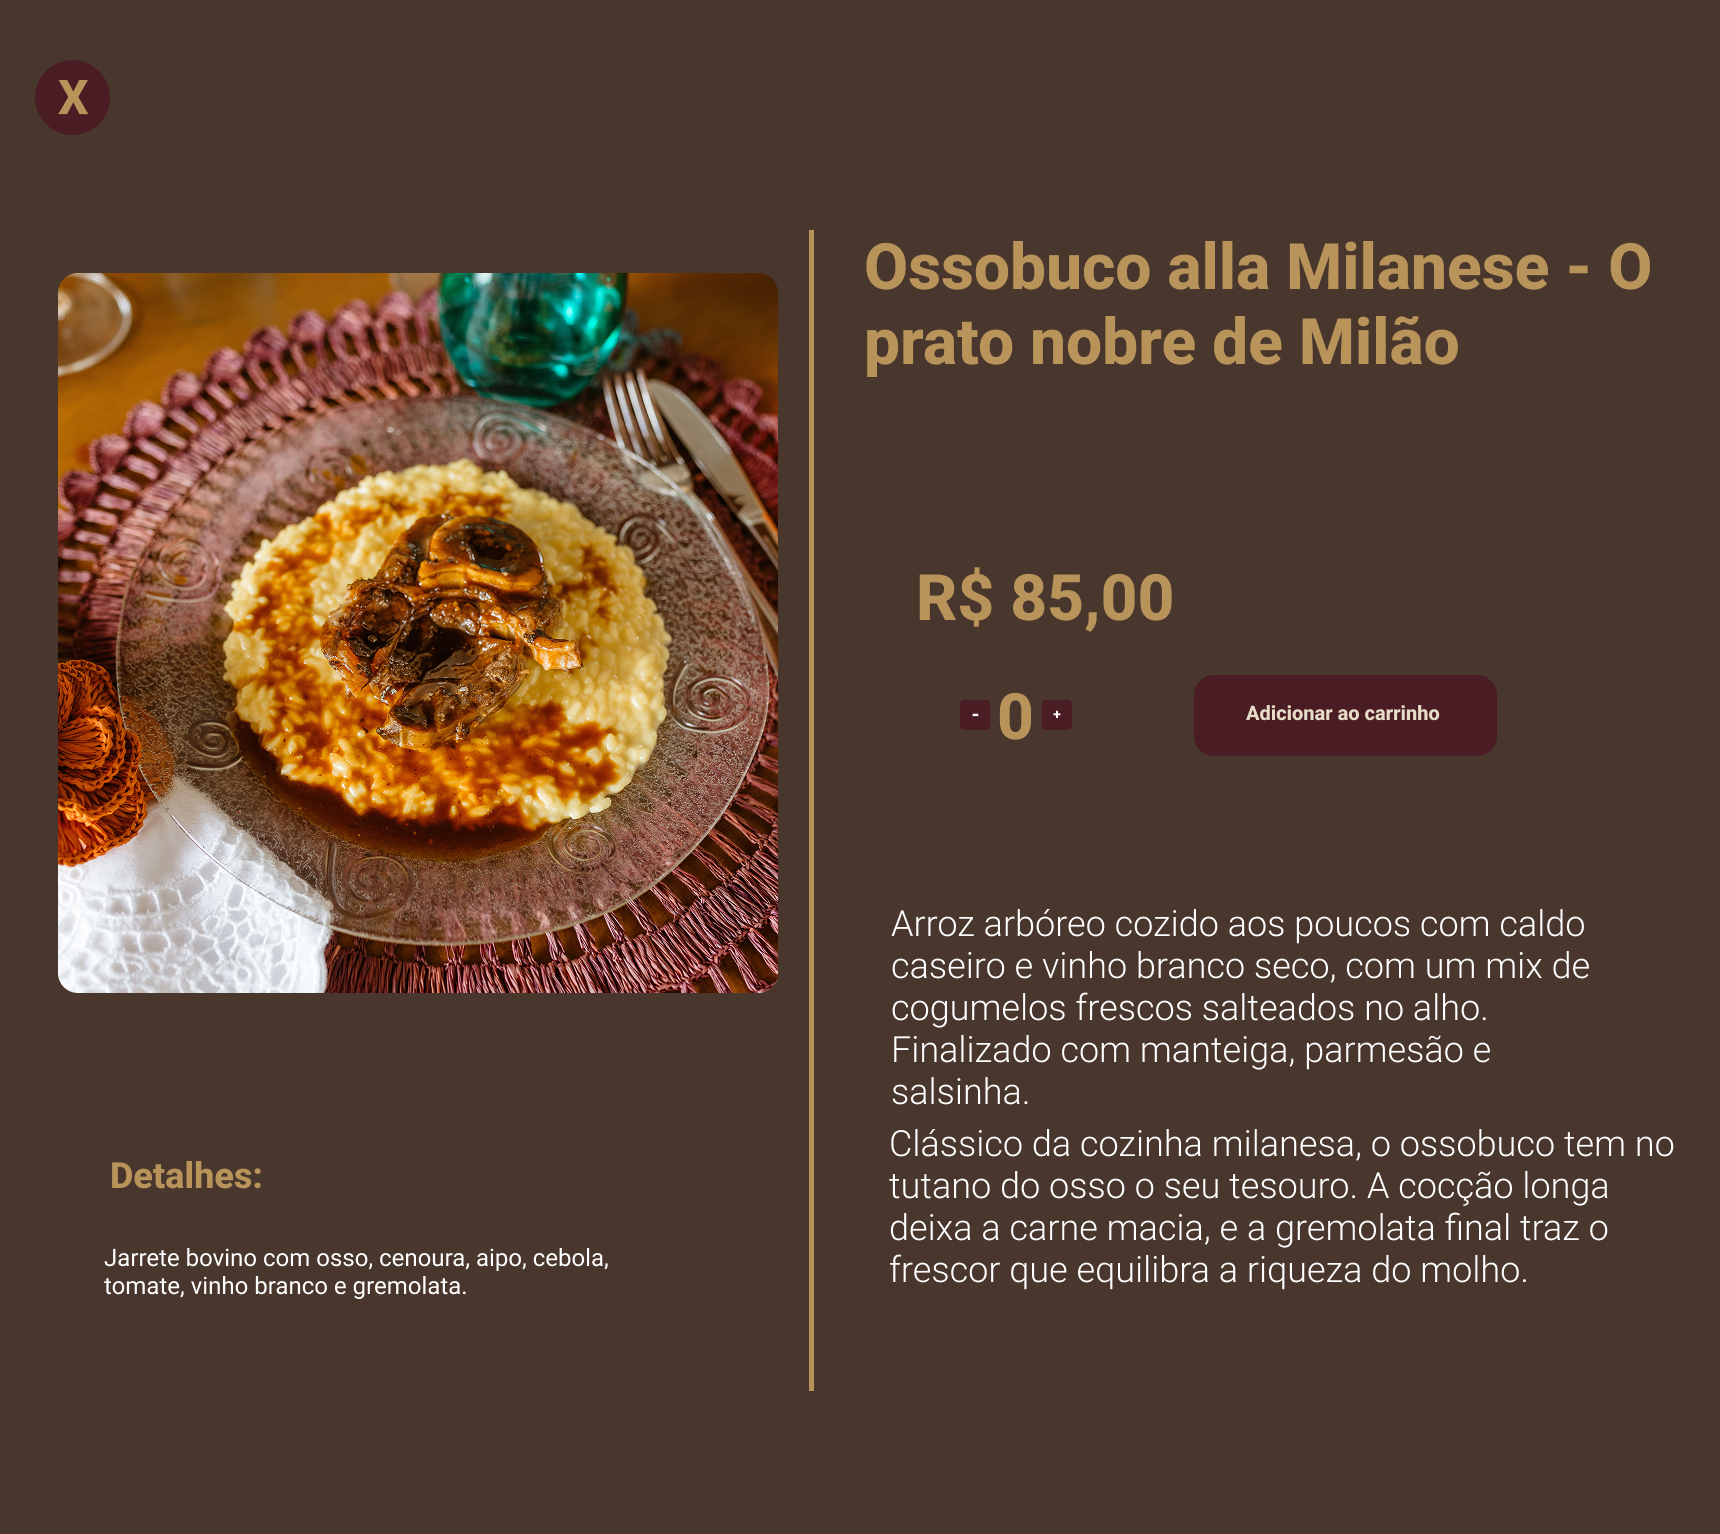 X
Ossobuco alla Milanese - O
prato nobre de Milão
R$ 85,00
- 0 +
Adicionar ao carrinho
Arroz arbóreo cozido aos poucos com caldo
caseiro e vinho branco seco, com um mix de
cogumelos frescos salteados no alho.
Finalizado com manteiga, parmesão e
salsinha.
Clássico da cozinha milanesa, o ossobuco tem no
tutano do osso o seu tesouro. A cocção longa
deixa a carne macia, e a gremolata final traz o
frescor que equilibra a riqueza do molho.
Detalhes:
Jarrete bovino com osso, cenoura, aipo, cebola,
tomate, vinho branco e gremolata.